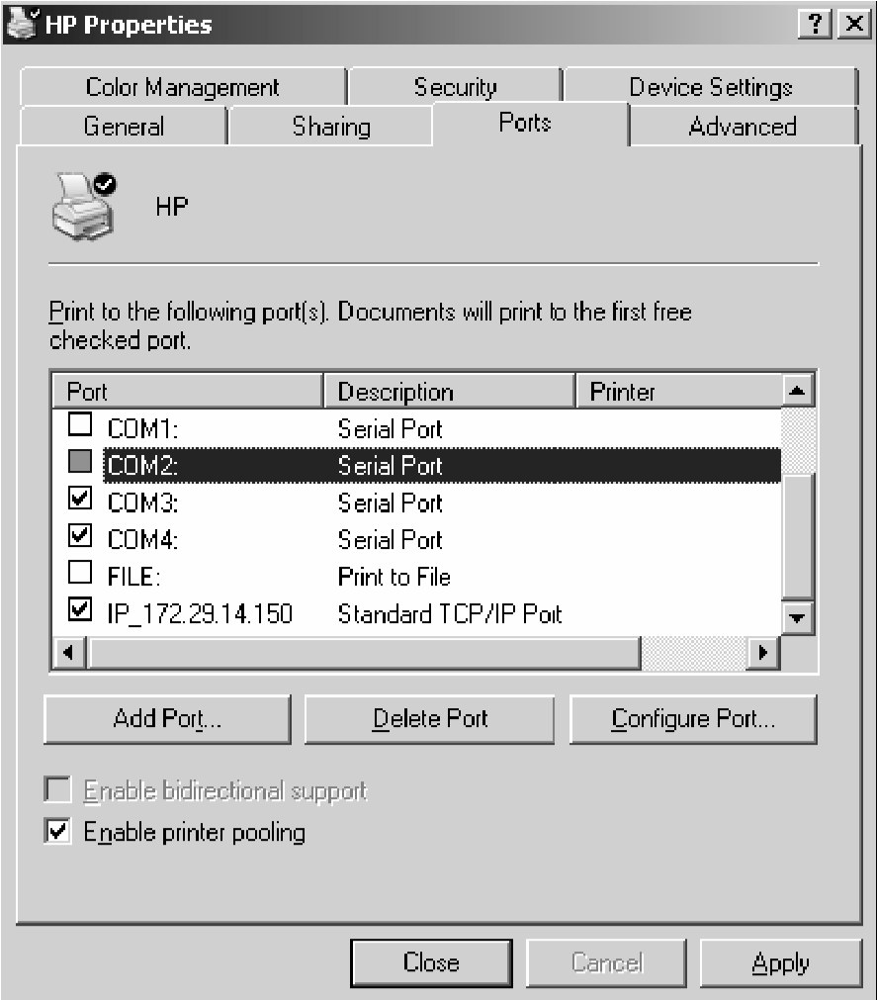 HP Properties
Color Management Security Device Settings
General Sharing Ports Advanced
HP
Print to the following port(s). Documents will print to the first free
checked port.
Port Description Printer
COM1: Serial Port
COM2: Serial Port
COM3: Serial Port
COM4: Serial Port
FILE: Print to File
IP_172.29.14.150 Standard TCP/IP Port
Add Port... Delete Port Configure Port...
Enable bidirectional support
Enable printer pooling
Close Cancel Apply